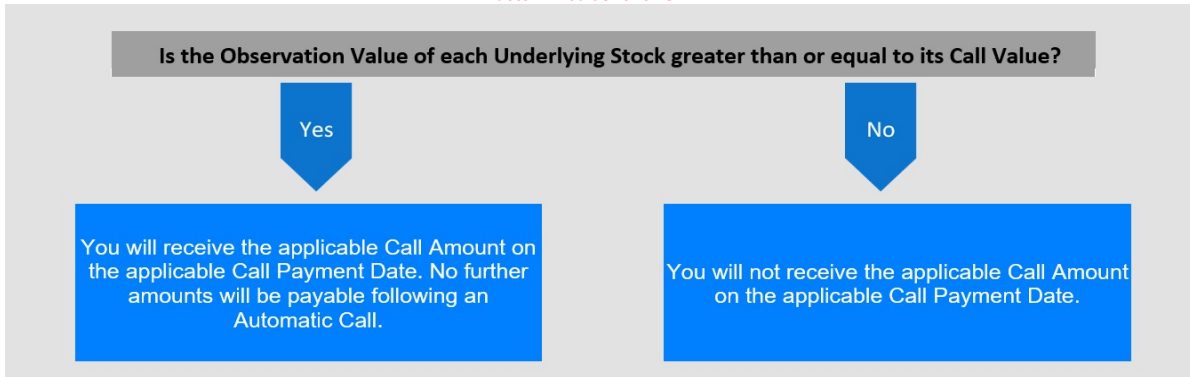 Is the Observation Value of each Underlying Stock greater than or equal to its Call Value?
Yes
No
You will receive the applicable Call Amount on
the applicable Call Payment Date. No further
amounts will be payable following an
Automatic Call.
You will not receive the applicable Call Amount
on the applicable Call Payment Date.